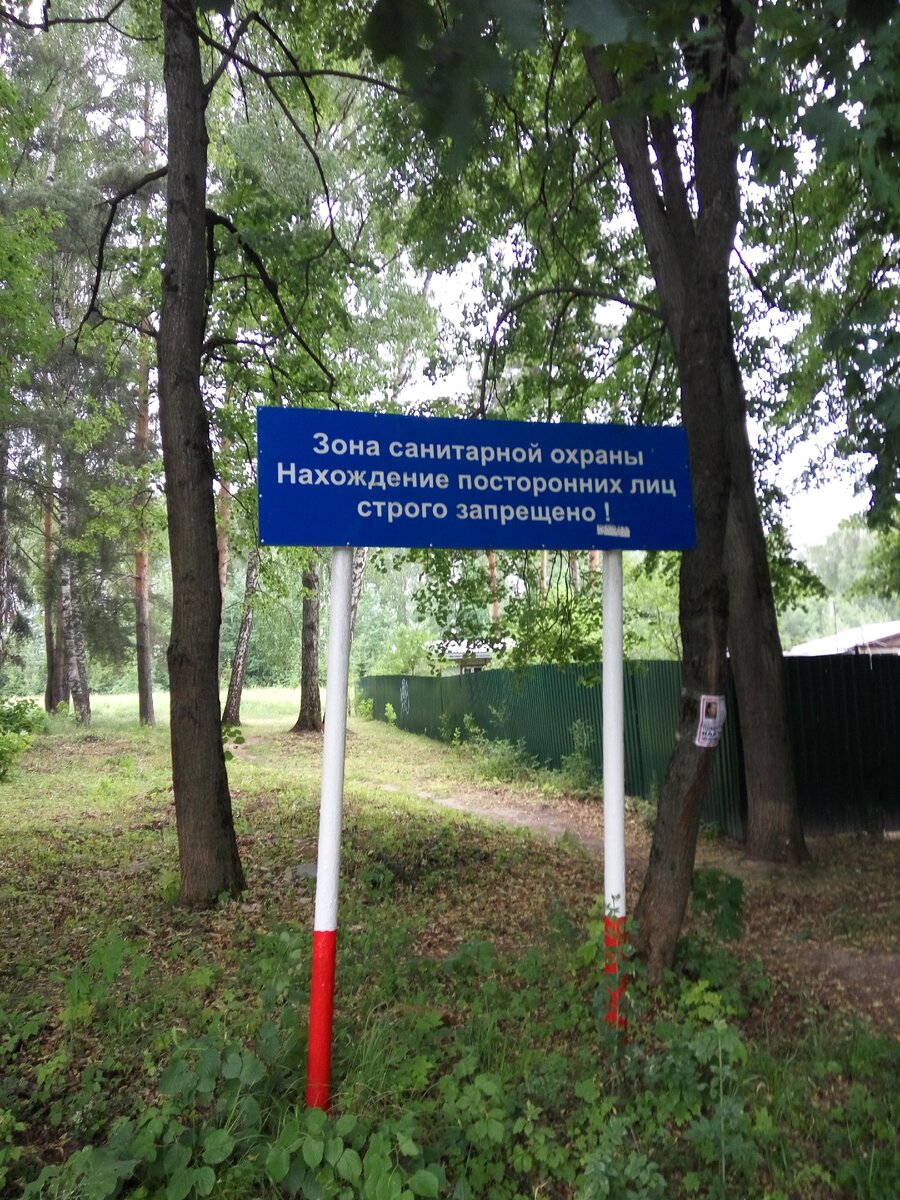 Зона санитарной охраны
Нахождение посторонних лиц
строго запрещено !